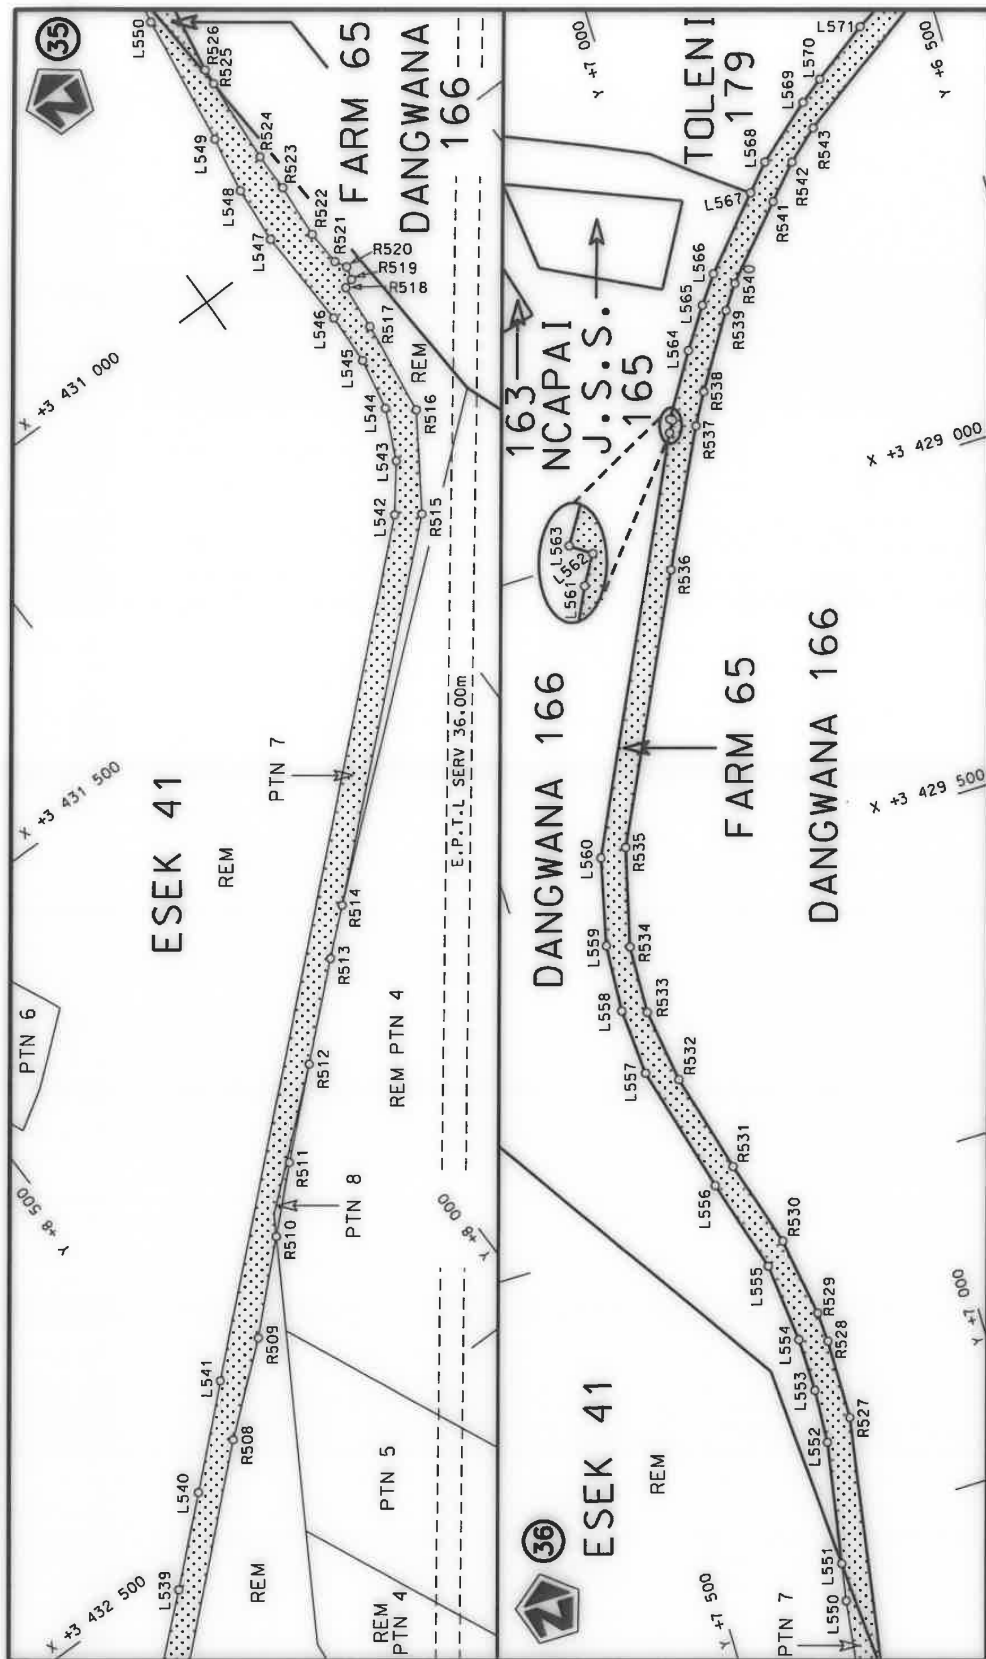 35
L550
R526
R525
L549
R524
R523
L548
R522
L547
R521
R520
R519
R518
L546
R517
L545
L544
REM
R516
L543
L542
R515
FARM 65
DANGWANA
166
X +3 431 000
X +3 431 500
ESEK 41
REM
PTN 7
E.P.T.L SERV 36.00m
R514
R513
PTN 6
R512
REM PTN 4
R511
PTN 8
R510
Y +8 500
Y +8 000
R509
L541
R508
L540
PTN 5
L539
REM
REM
PTN 4
X +3 432 500
Y +7 000
Y +6 500
L571
L570
L569
R543
L568
R542
L567
R541
TOLENI
179
L566
R540
L565
R539
L564
R538
R537
163
NCAPAI
J.S.S.
165
X +3 429 000
L563
L562
L561
R536
DANGWANA 166
FARM 65
DANGWANA 166
X +3 429 500
L560
R535
L559
R534
L558
R533
L557
R532
R531
L556
R530
L555
R529
L554
R528
L553
L552
R527
Y +7 000
36
ESEK 41
REM
L551
L550
Y +7 500
PTN 7